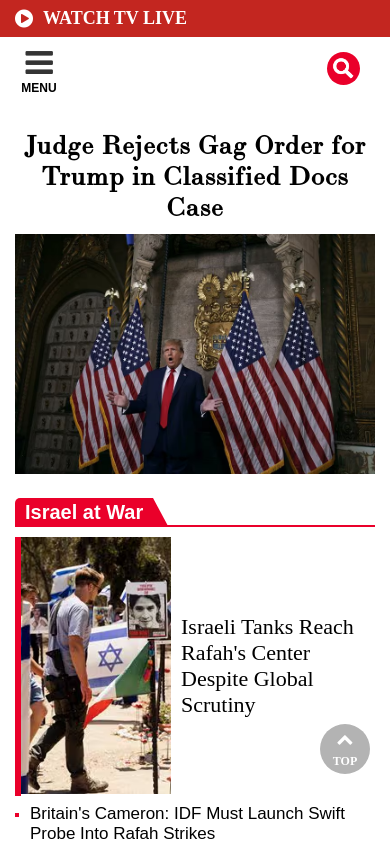 WATCH TV LIVE
MENU
Judge Rejects Gag Order for
Trump in Classified Docs
Case
Israel at War
Israeli Tanks Reach
Rafah's Center
Despite Global
Scrutiny
TOP
Britain's Cameron: IDF Must Launch Swift
Probe Into Rafah Strikes